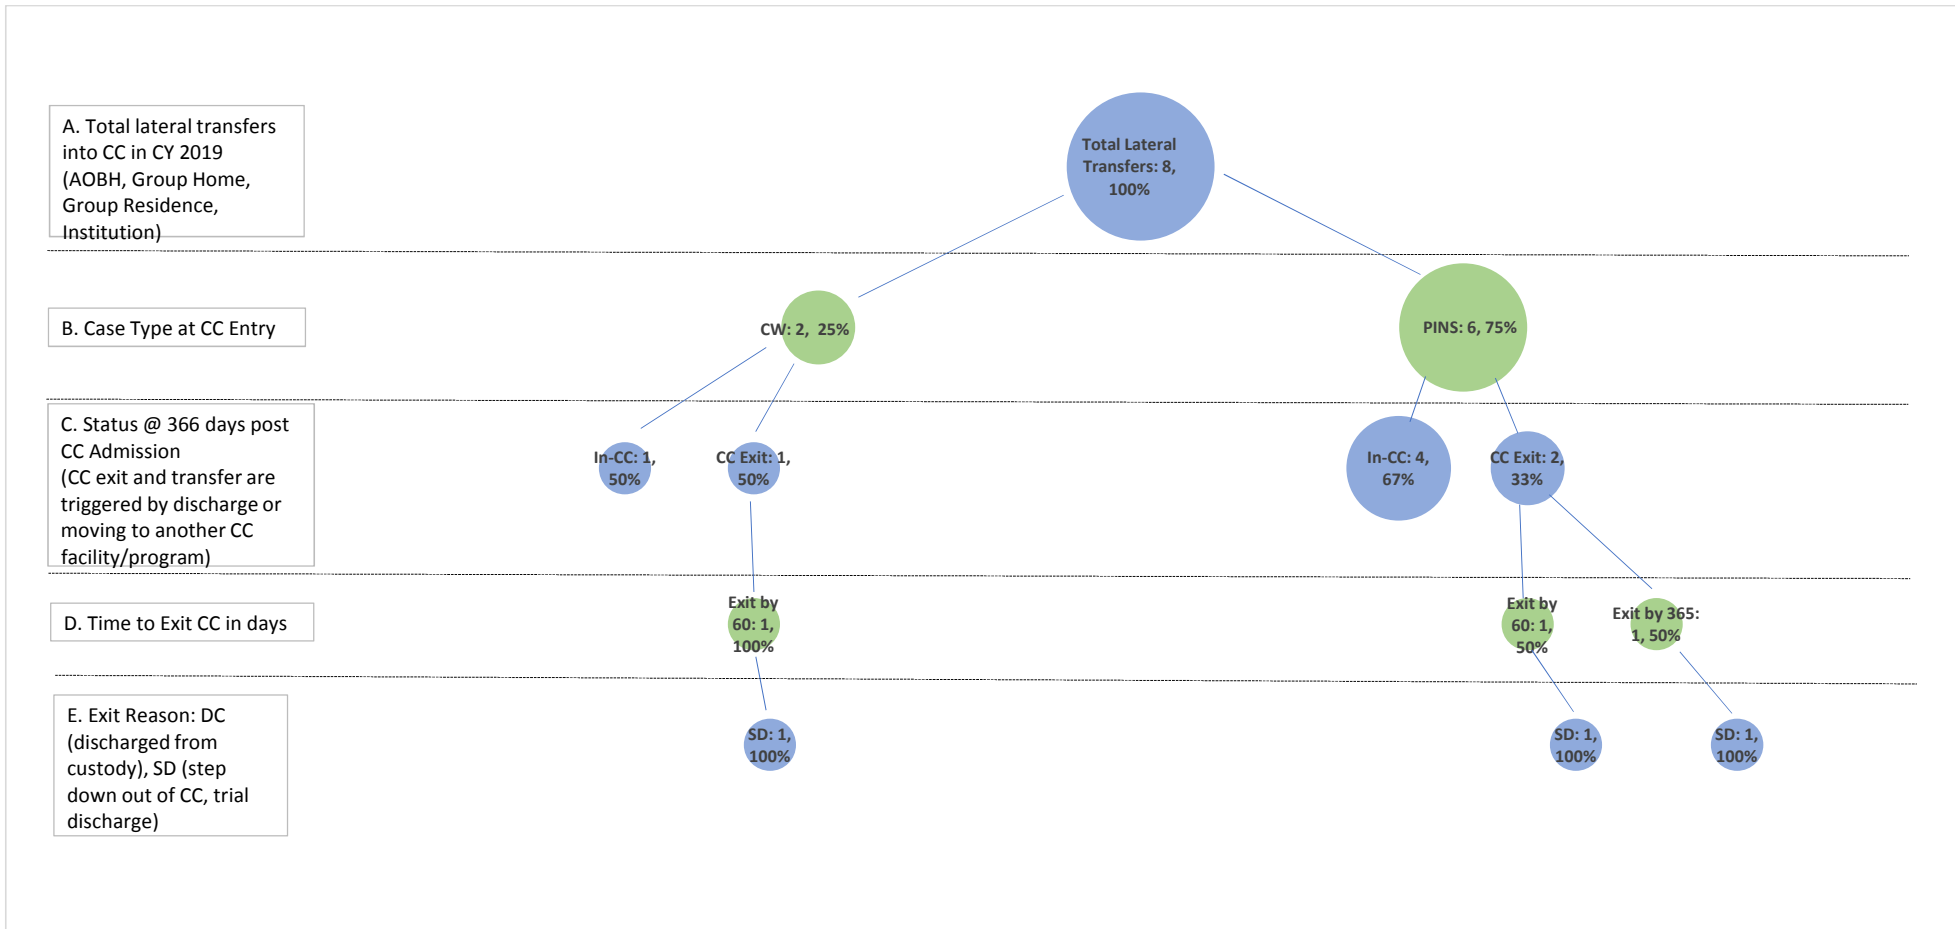 A. Total lateral transfers
into CC in CY 2019
(AOBH, Group Home,
Group Residence,
Institution)
Total Lateral
Transfers: 8,
100%
B. Case Type at CC Entry
CW: 2,  25%
PINS: 6, 75%
C. Status @ 366 days post
CC Admission
(CC exit and transfer are
triggered by discharge or
moving to another CC
facility/program)
In-CC: 1,
50%
CC Exit: 1,
50%
In-CC: 4,
67%
CC Exit: 2,
33%
D. Time to Exit CC in days
Exit by
60: 1,
100%
Exit by
60: 1,
50%
Exit by 365:
1, 50%
E. Exit Reason: DC
(discharged from
custody), SD (step
down out of CC, trial
discharge)
SD: 1,
100%
SD: 1,
100%
SD: 1,
100%